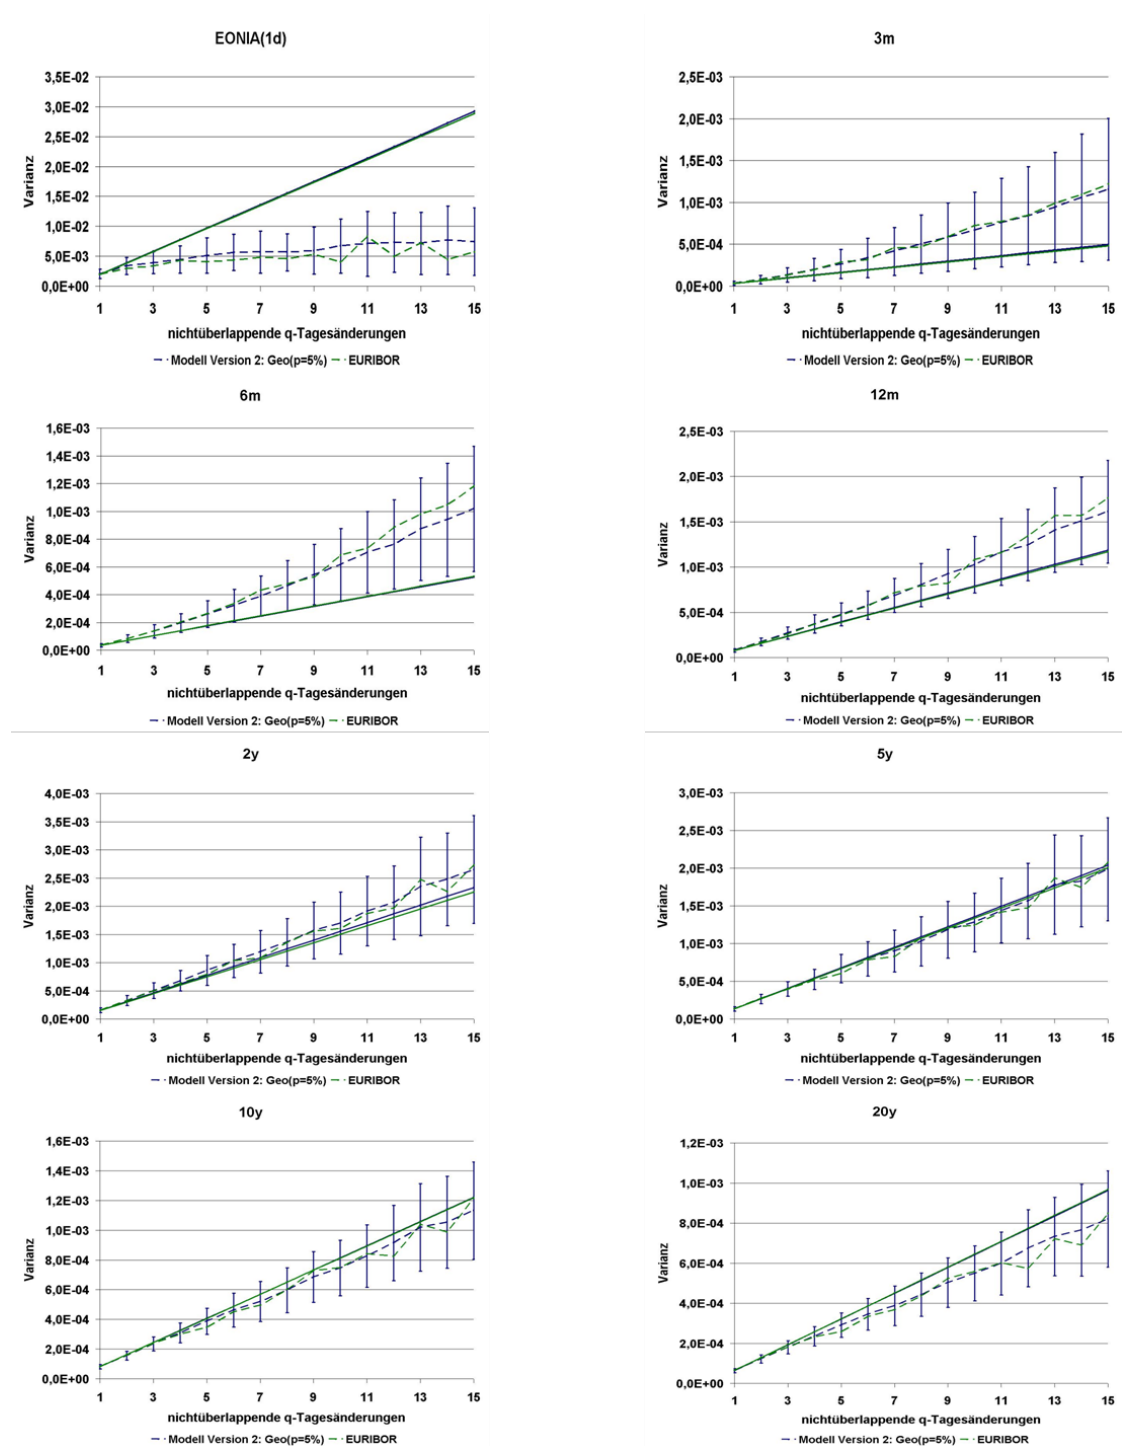 EONIA(1d)
3,5E-02
3,0E-02
2,5E-02
2,0E-02
1,5E-02
1,0E-02
5,0E-03
0,0E+00
Varianz
1 3 5 7 9 11 13 15
nichtüberlappende q-Tagesänderungen
Modell Version 2: Geo(p=5%) EURIBOR
3m
2,5E-03
2,0E-03
1,5E-03
1,0E-03
5,0E-04
0,0E+00
Varianz
1 3 5 7 9 11 13 15
nichtüberlappende q-Tagesänderungen
Modell Version 2: Geo(p=5%) EURIBOR
6m
1,6E-03
1,4E-03
1,2E-03
1,0E-03
8,0E-04
6,0E-04
4,0E-04
2,0E-04
0,0E+00
Varianz
1 3 5 7 9 11 13 15
nichtüberlappende q-Tagesänderungen
Modell Version 2: Geo(p=5%) EURIBOR
12m
2,5E-03
2,0E-03
1,5E-03
1,0E-03
5,0E-04
0,0E+00
Varianz
1 3 5 7 9 11 13 15
nichtüberlappende q-Tagesänderungen
Modell Version 2: Geo(p=5%) EURIBOR
2y
4,0E-03
3,5E-03
3,0E-03
2,5E-03
2,0E-03
1,5E-03
1,0E-03
5,0E-04
0,0E+00
Varianz
1 3 5 7 9 11 13 15
nichtüberlappende q-Tagesänderungen
Modell Version 2: Geo(p=5%) EURIBOR
5y
3,0E-03
2,5E-03
2,0E-03
1,5E-03
1,0E-03
5,0E-04
0,0E+00
Varianz
1 3 5 7 9 11 13 15
nichtüberlappende q-Tagesänderungen
Modell Version 2: Geo(p=5%) EURIBOR
10y
1,6E-03
1,4E-03
1,2E-03
1,0E-03
8,0E-04
6,0E-04
4,0E-04
2,0E-04
0,0E+00
Varianz
1 3 5 7 9 11 13 15
nichtüberlappende q-Tagesänderungen
Modell Version 2: Geo(p=5%) EURIBOR
20y
1,2E-03
1,0E-03
8,0E-04
6,0E-04
4,0E-04
2,0E-04
0,0E+00
Varianz
1 3 5 7 9 11 13 15
nichtüberlappende q-Tagesänderungen
Modell Version 2: Geo(p=5%) EURIBOR